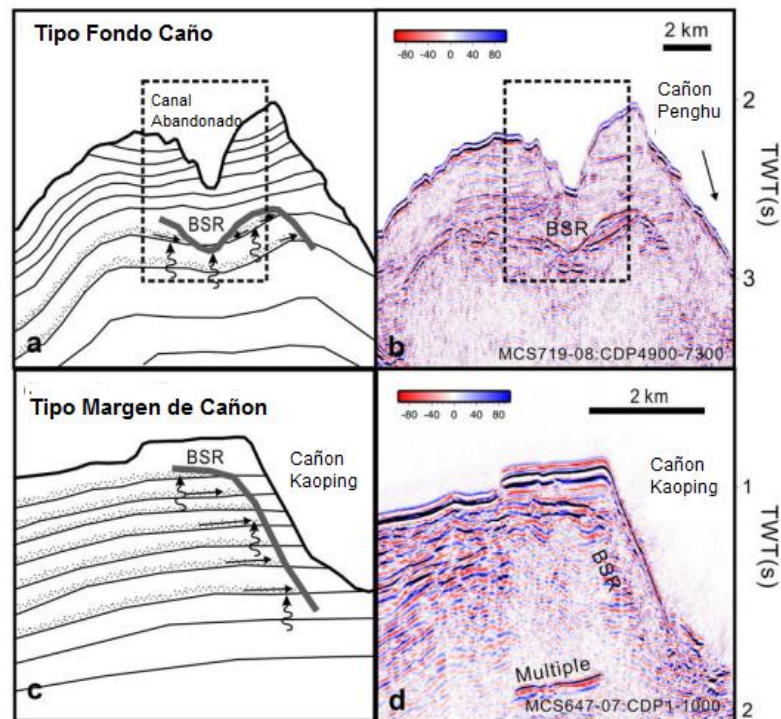 Tipo Fondo Caño
Canal
Abandonado
BSR
a
-80 -40 0 40 80
2 km
Cañon
Penghu
BSR
2
TWT(s)
3
b
MCS719-08:CDP4900-7300
Tipo Margen de Cañon
BSR
Cañon
Kaoping
c
-80 -40 0 40 80
2 km
Cañon
Kaoping
BSR
Multiple
1
TWT(s)
2
d
MCS647-07:CDP1-1000